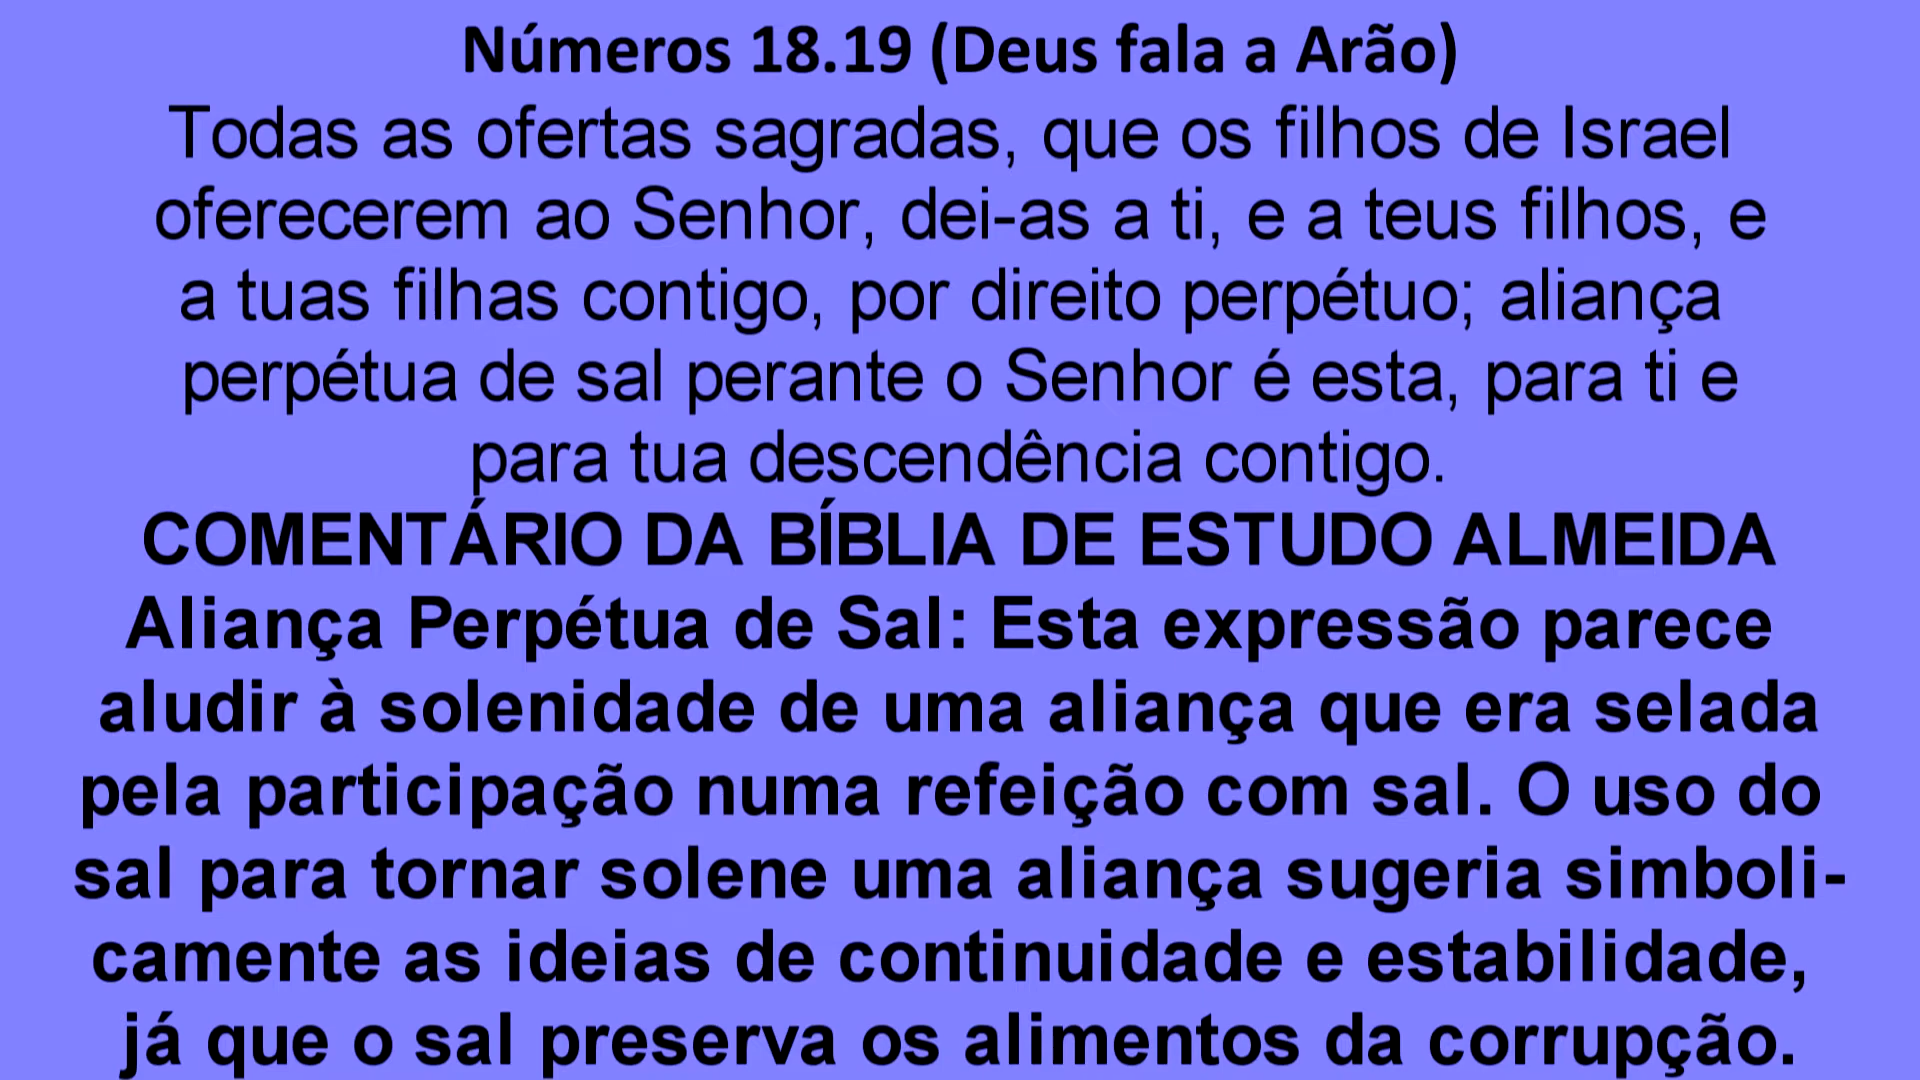 Números 18.19 (Deus fala a Arão)
Todas as ofertas sagradas, que os filhos de Israel
oferecerem ao Senhor, dei-as a ti, e a teus filhos, e
a tuas filhas contigo, por direito perpétuo; aliança
perpétua de sal perante o Senhor é esta, para ti e
para tua descendência contigo.
COMENTÁRIO DA BÍBLIA DE ESTUDO ALMEIDA
Aliança Perpétua de Sal: Esta expressão parece
aludir à solenidade de uma aliança que era selada
pela participação numa refeição com sal. O uso do
sal para tornar solene uma aliança sugeria simboli-
camente as ideias de continuidade e estabilidade,
já que o sal preserva os alimentos da corrupção.